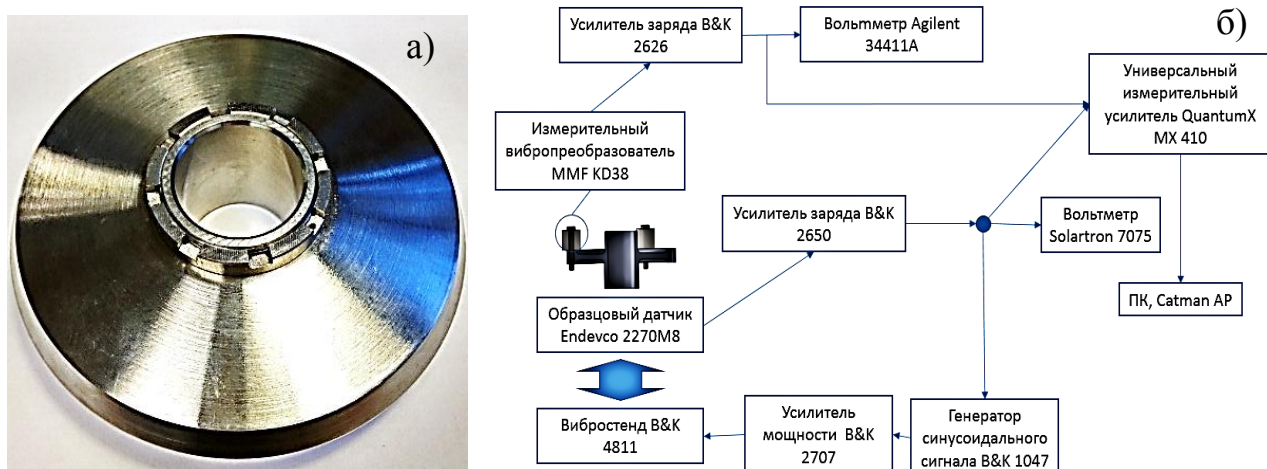 а)
б)
Усилитель заряда B&K
2626
Вольтметр Agilent
34411A
Универсальный
измерительный
усилитель QuantumX
MX 410
Измерительный
вибропреобразователь
MMF KD38
Усилитель заряда B&K
2650
Вольтметр
Solartron 7075
ПК, Catman AP
Образцовый датчик
Endevco 2270M8
Вибростенд B&K
4811
Усилитель
мощности B&K
2707
Генератор
синусоидального
сигнала B&K 1047